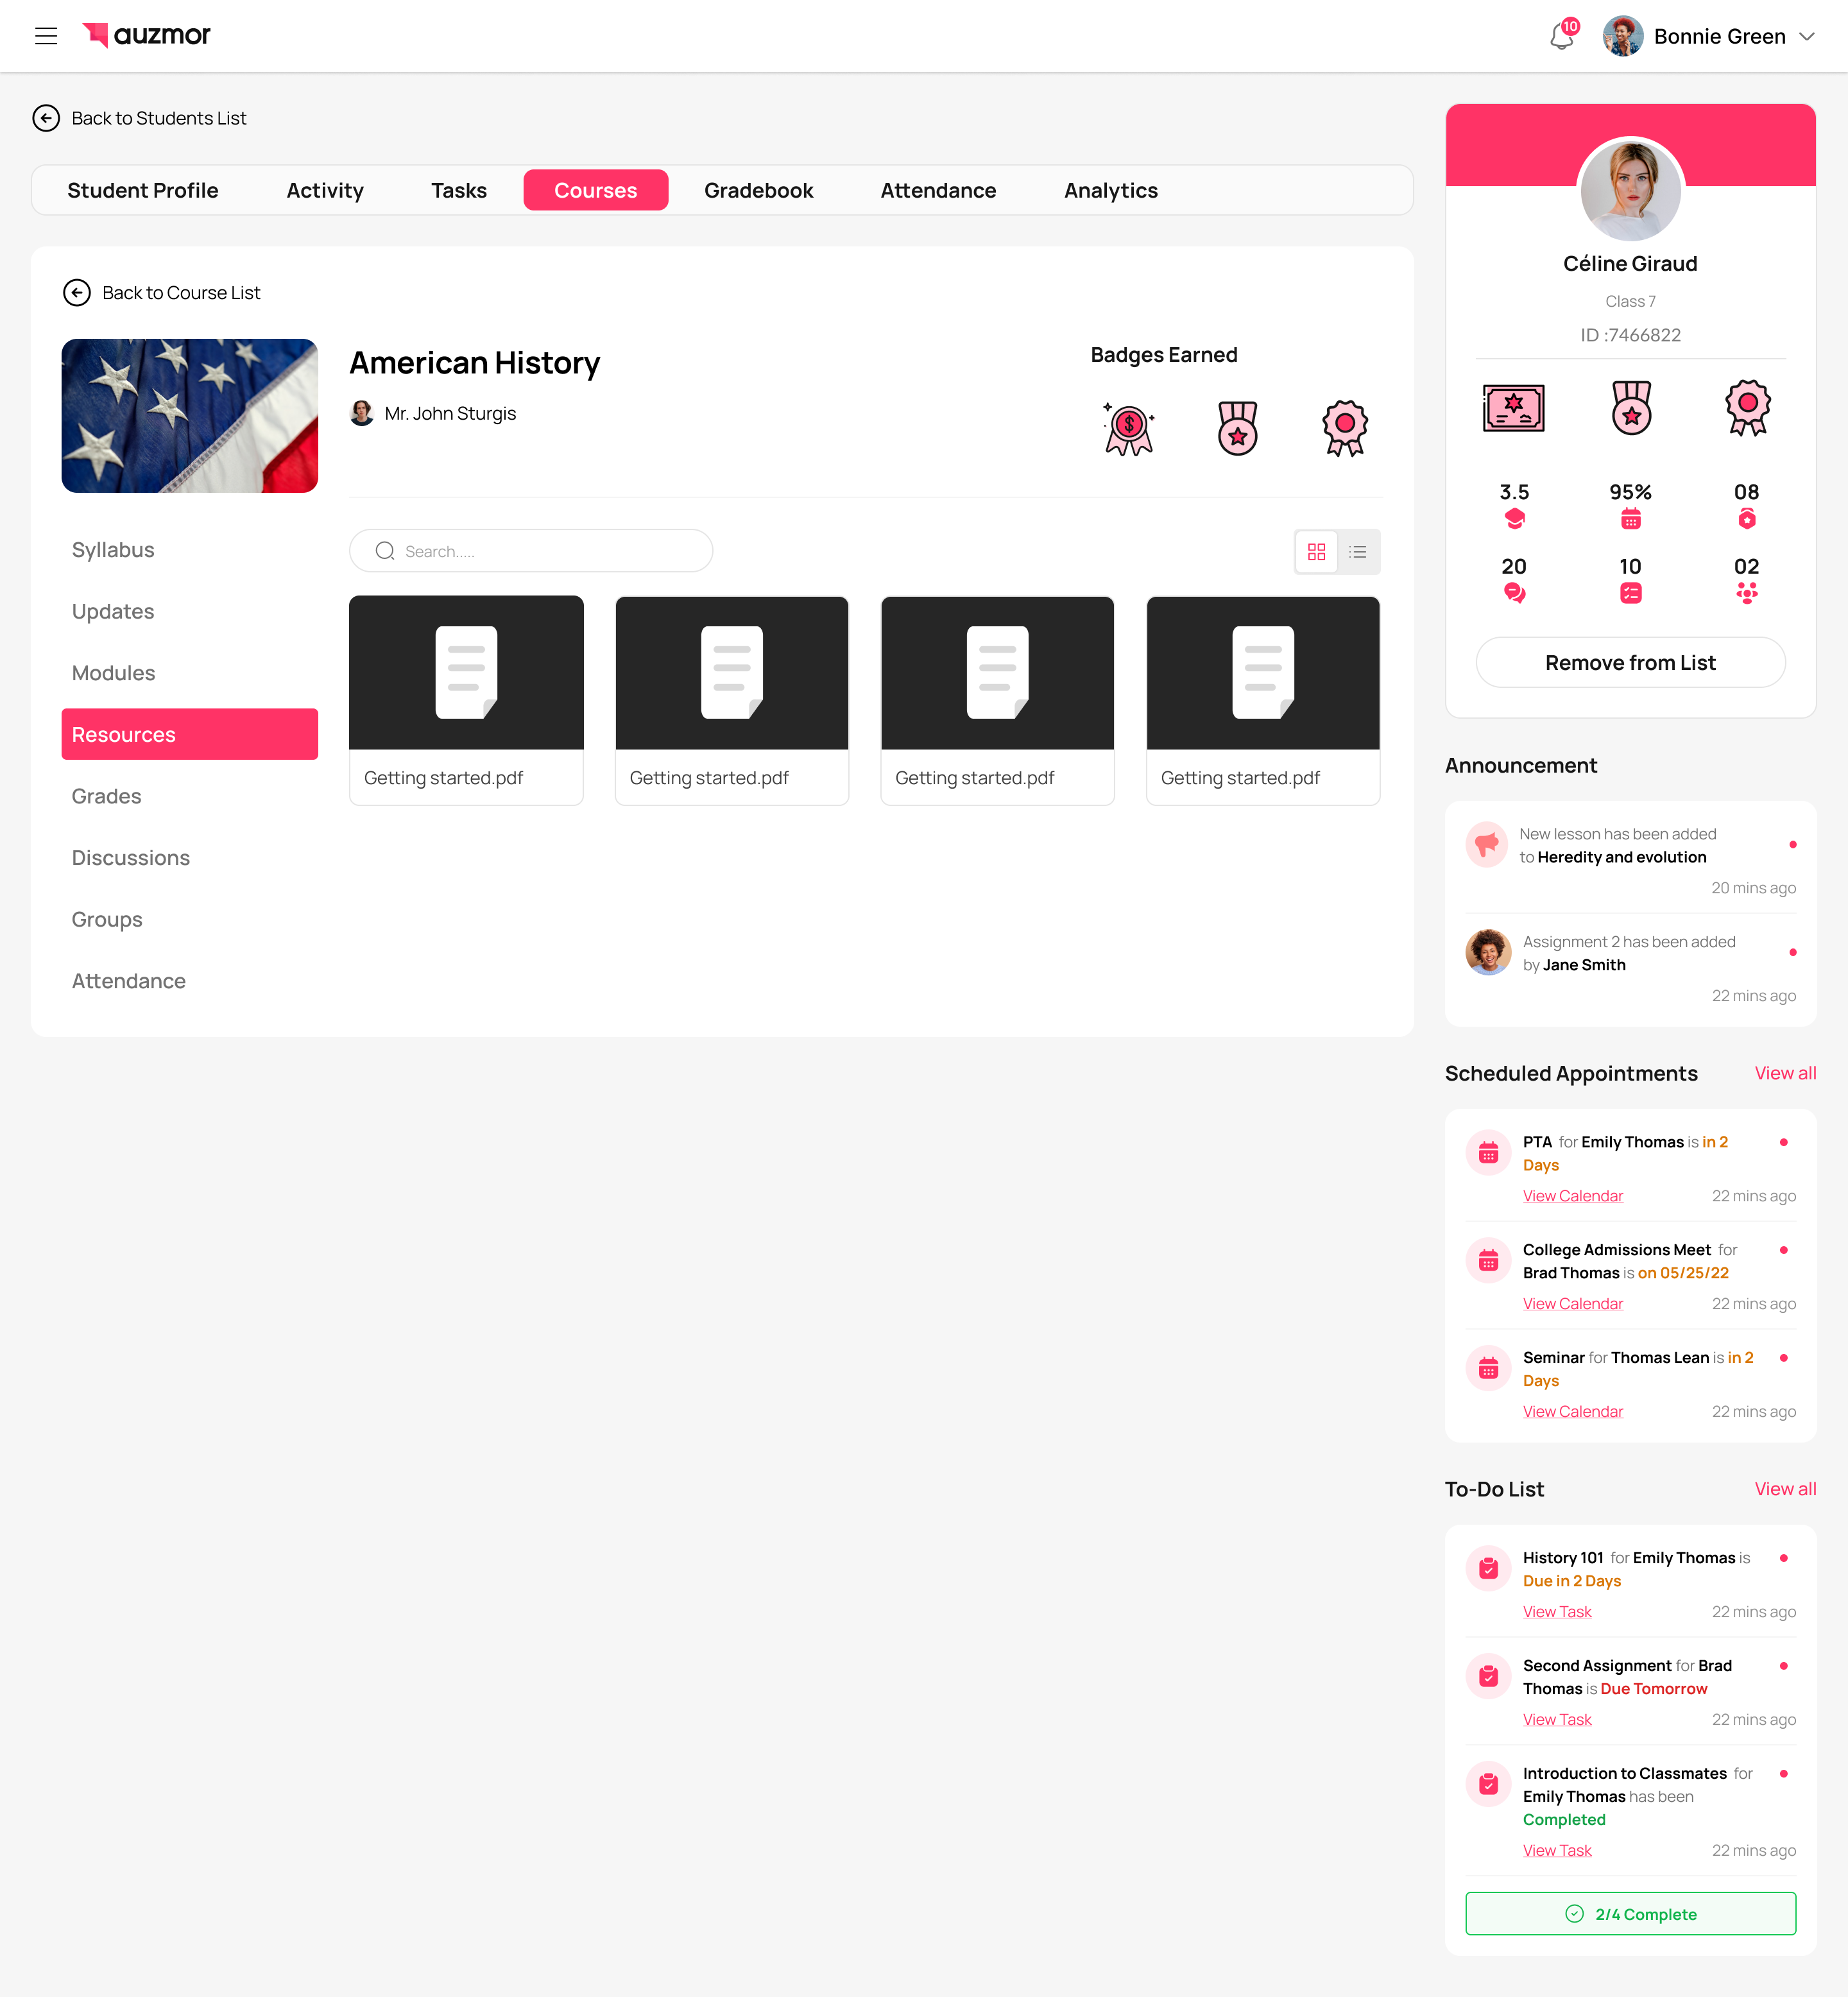 auzmor
10
Bonnie Green
Back to Students List
Student Profile
Activity
Tasks
Courses
Gradebook
Attendance
Analytics
Back to Course List
American History
Mr. John Sturgis
Badges Earned
$
Syllabus
Updates
Modules
Resources
Grades
Discussions
Groups
Attendance
Search.....
Getting started.pdf
Getting started.pdf
Getting started.pdf
Getting started.pdf
Céline Giraud
Class 7
ID :7466822
3.5
95%
08
20
10
02
Remove from List
Announcement
New lesson has been added
to Heredity and evolution
20 mins ago
Assignment 2 has been added
by Jane Smith
22 mins ago
Scheduled Appointments
View all
PTA for Emily Thomas is in 2
Days
View Calendar
22 mins ago
College Admissions Meet for
Brad Thomas is on 05/25/22
View Calendar
22 mins ago
Seminar for Thomas Lean is in 2
Days
View Calendar
22 mins ago
To-Do List
View all
History 101 for Emily Thomas is
Due in 2 Days
View Task
22 mins ago
Second Assignment for Brad
Thomas is Due Tomorrow
View Task
22 mins ago
Introduction to Classmates for
Emily Thomas has been
Completed
View Task
22 mins ago
2/4 Complete